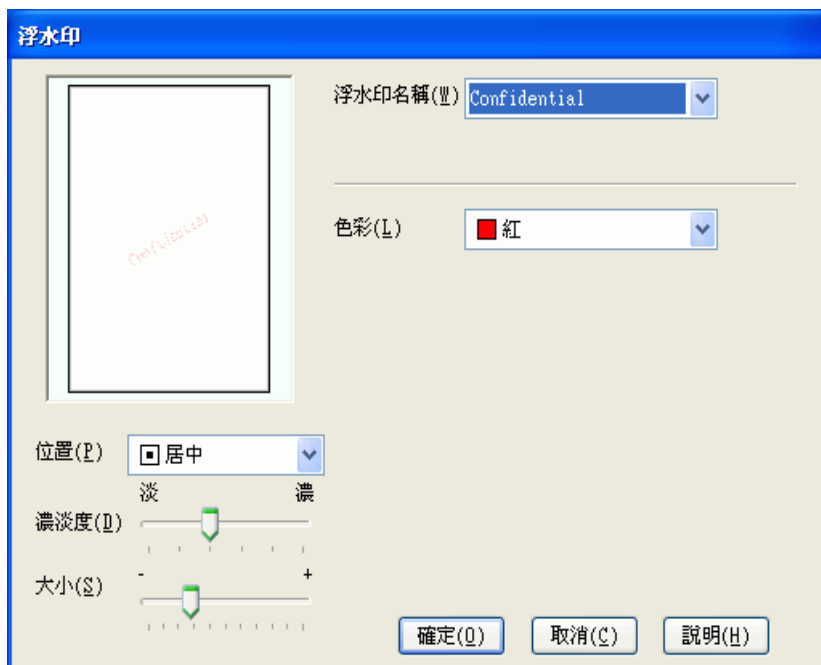 浮水印
浮水印名稱(W) Confidential
Confidential
色彩(L) 紅
位置(P) 居中
淡 濃
濃淡度(D)
- +
大小(S)
確定(O) 取消(C) 說明(H)